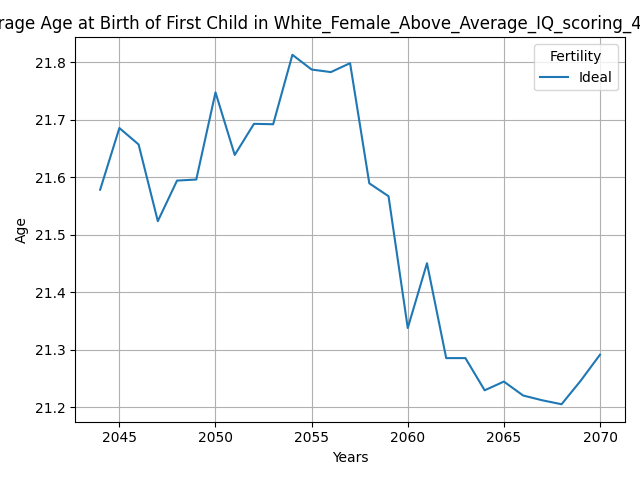 Age at Birth of First Child in White_Female_Above_Average_IQ_scoring_4
21.8
21.7
21.6
21.5
21.4
21.3
21.2
Age
Fertility
Ideal
2045 2050 2055 2060 2065 2070
Years